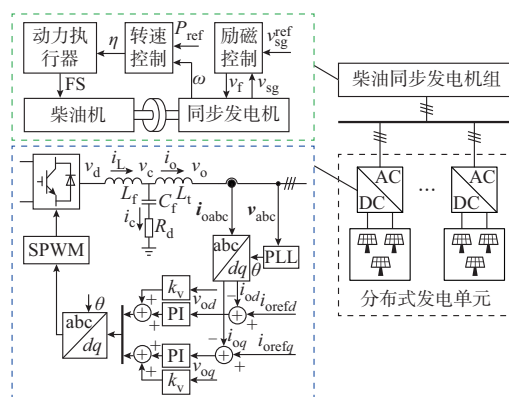 动力执行器
η
转速控制
P_ref
励磁控制
v_sg^ref
FS
ω
v_f
v_sg
柴油机
同步发电机
柴油同步发电机组
v_d
i_L
v_c
i_o
v_o
L_f
C_f
L_t
i_c
R_d
i_oabc
v_abc
SPWM
abc
dq
θ
PLL
k_v
v_od
i_od
PI
i_orefd
θ
abc
dq
i_oq
PI
i_orefq
k_v
v_oq
+
+
+
+
+
+
−
−
+
+
AC
DC
...
AC
DC
分布式发电单元